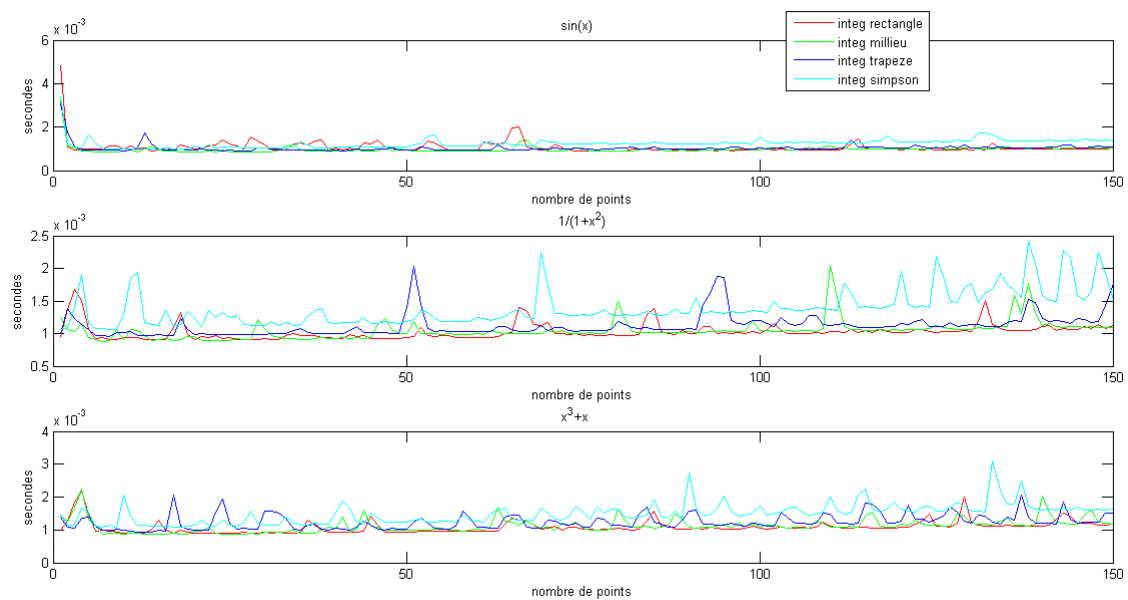 sin(x)
integ rectangle
integ millieu
integ trapeze
integ simpson
x 10⁻³
6
4
2
0
secondes
0
50
100
150
nombre de points
1/(1+x²)
x 10⁻³
2.5
2
1.5
1
0.5
secondes
0
50
100
150
nombre de points
x³+x
x 10⁻³
4
3
2
1
0
secondes
0
50
100
150
nombre de points